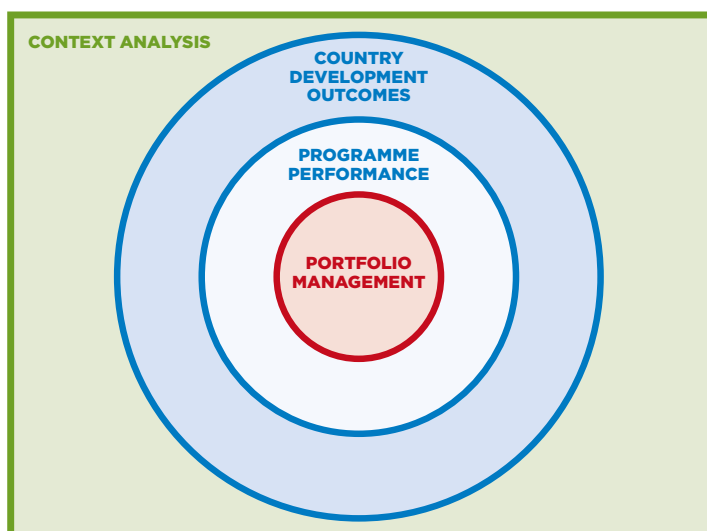 CONTEXT ANALYSIS
COUNTRY
DEVELOPMENT
OUTCOMES
PROGRAMME
PERFORMANCE
PORTFOLIO
MANAGEMENT